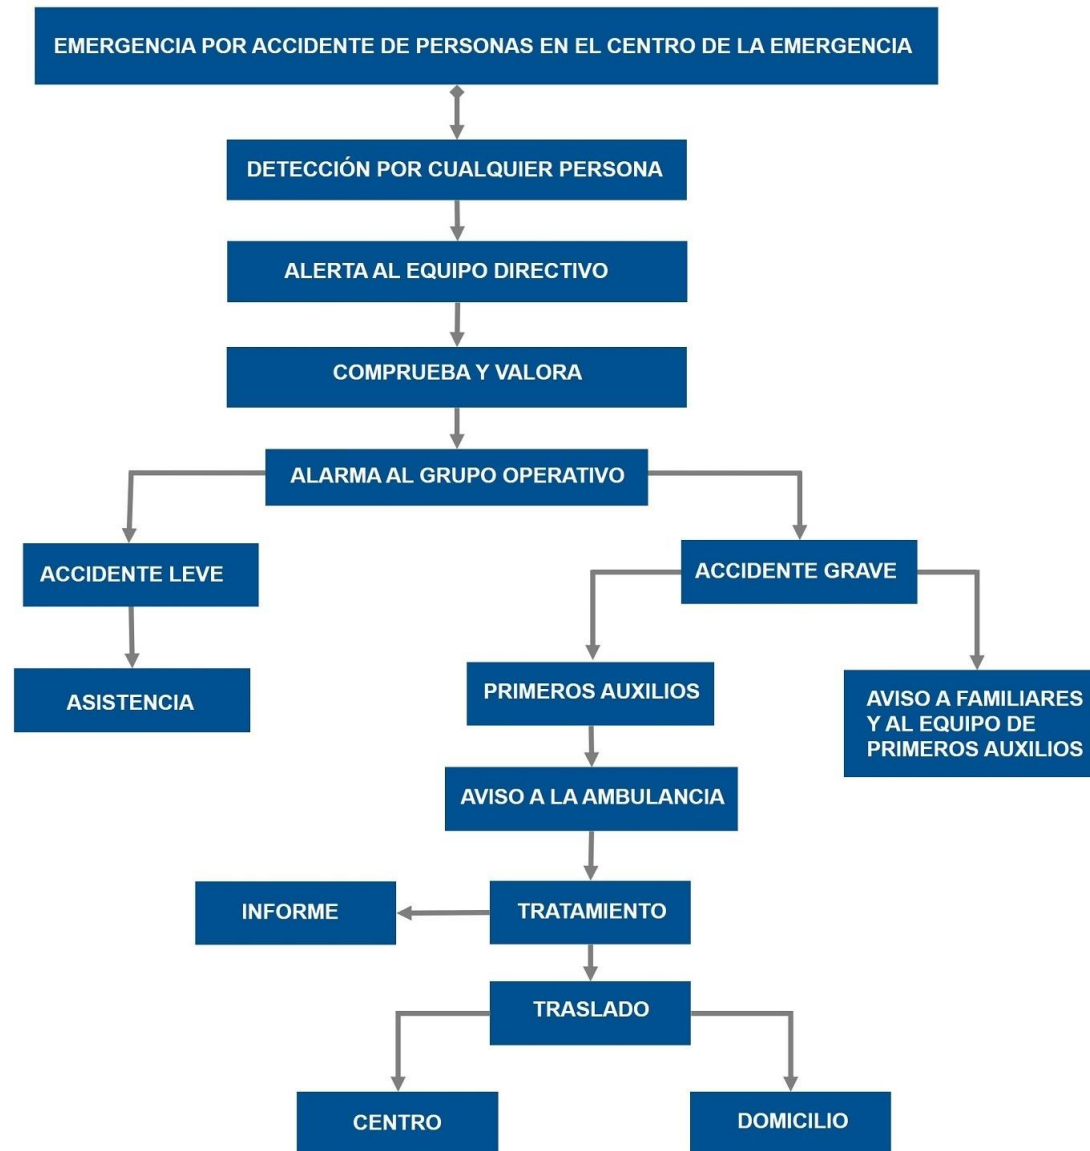 EMERGENCIA POR ACCIDENTE DE PERSONAS EN EL CENTRO DE LA EMERGENCIA
DETECCIÓN POR CUALQUIER PERSONA
ALERTA AL EQUIPO DIRECTIVO
COMPRUEBA Y VALORA
ALARMA AL GRUPO OPERATIVO
ACCIDENTE LEVE
ACCIDENTE GRAVE
ASISTENCIA
PRIMEROS AUXILIOS
AVISO A FAMILIARES
Y AL EQUIPO DE
PRIMEROS AUXILIOS
AVISO A LA AMBULANCIA
INFORME
TRATAMIENTO
TRASLADO
CENTRO
DOMICILIO